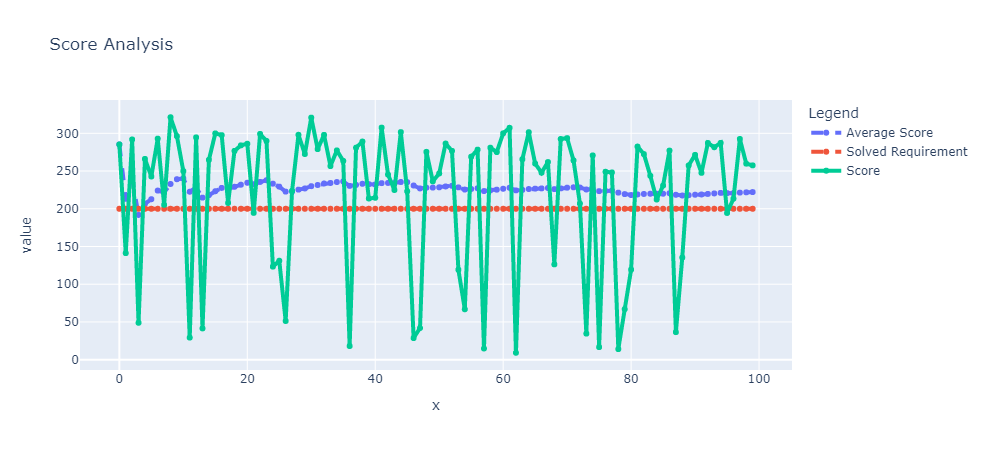 Score Analysis
Legend
Average Score
Solved Requirement
Score
value
300
250
200
150
100
50
0
0 20 40 60 80 100
x